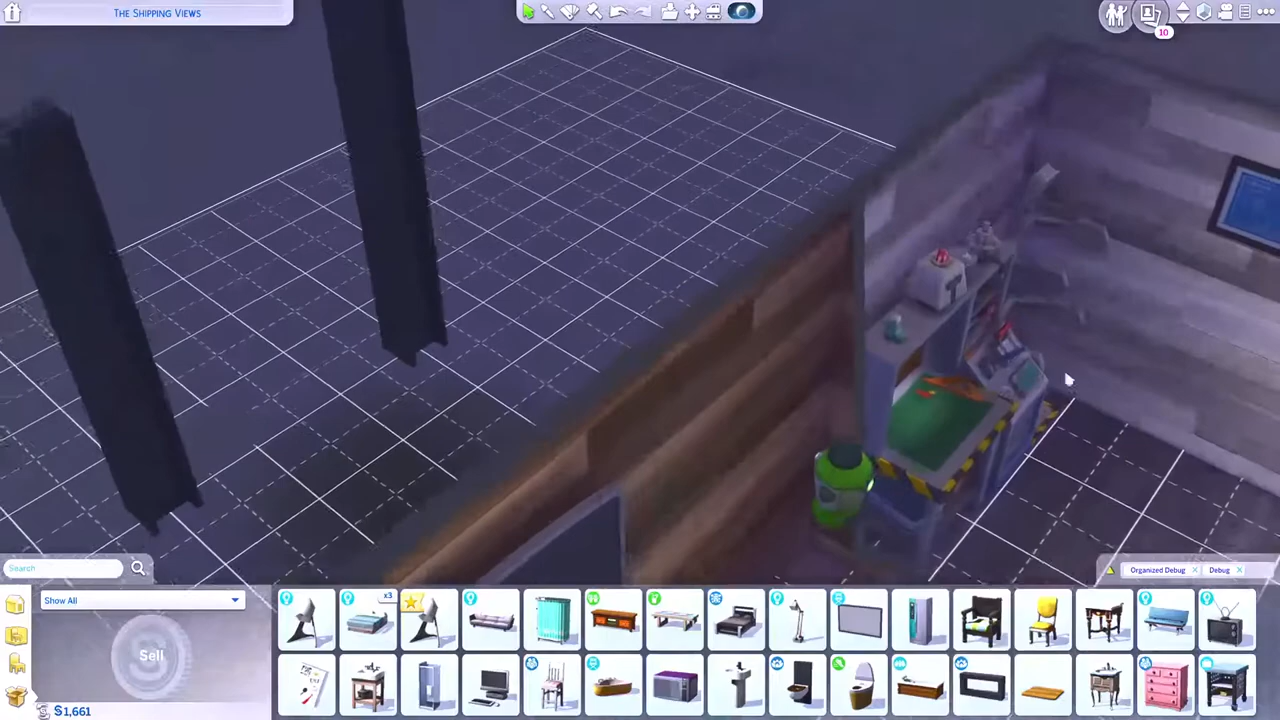 THE SHIPPING VIEWS
10
Search
Organized Debug
Debug
Show All
x3
Sell
$1,661